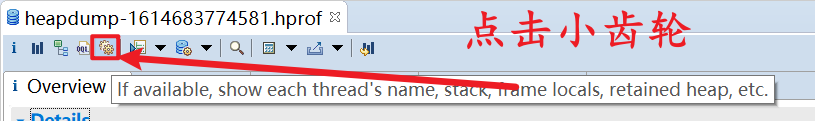 heapdump-1614683774581.hprof
点击小齿轮
i
OQL
i Overview
If available, show each thread's name, stack, frame locals, retained heap, etc.
Details